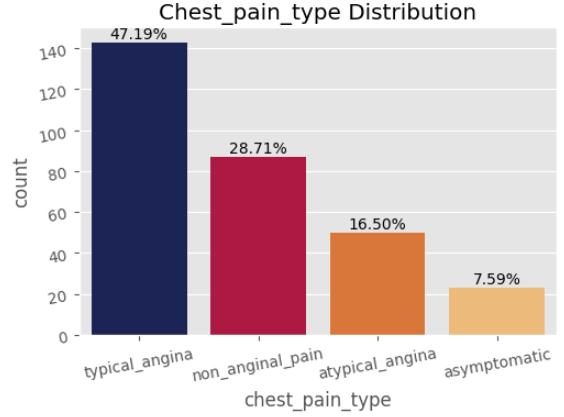 Chest_pain_type Distribution
47.19%
28.71%
16.50%
7.59%
140
120
100
80
60
40
20
0
count
typical_angina
non_anginal_pain
atypical_angina
asymptomatic
chest_pain_type